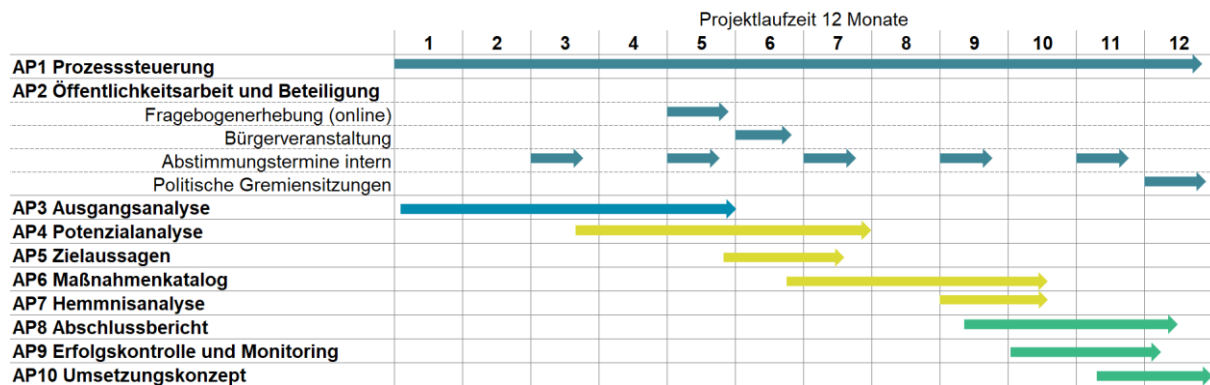 Projektlaufzeit 12 Monate
1 2 3 4 5 6 7 8 9 10 11 12
AP1 Prozesssteuerung
AP2 Öffentlichkeitsarbeit und Beteiligung
Fragebogenerhebung (online)
Bürgerveranstaltung
Abstimmungstermine intern
Politische Gremiensitzungen
AP3 Ausgangsanalyse
AP4 Potenzialanalyse
AP5 Zielaussagen
AP6 Maßnahmenkatalog
AP7 Hemmnisanalyse
AP8 Abschlussbericht
AP9 Erfolgskontrolle und Monitoring
AP10 Umsetzungskonzept